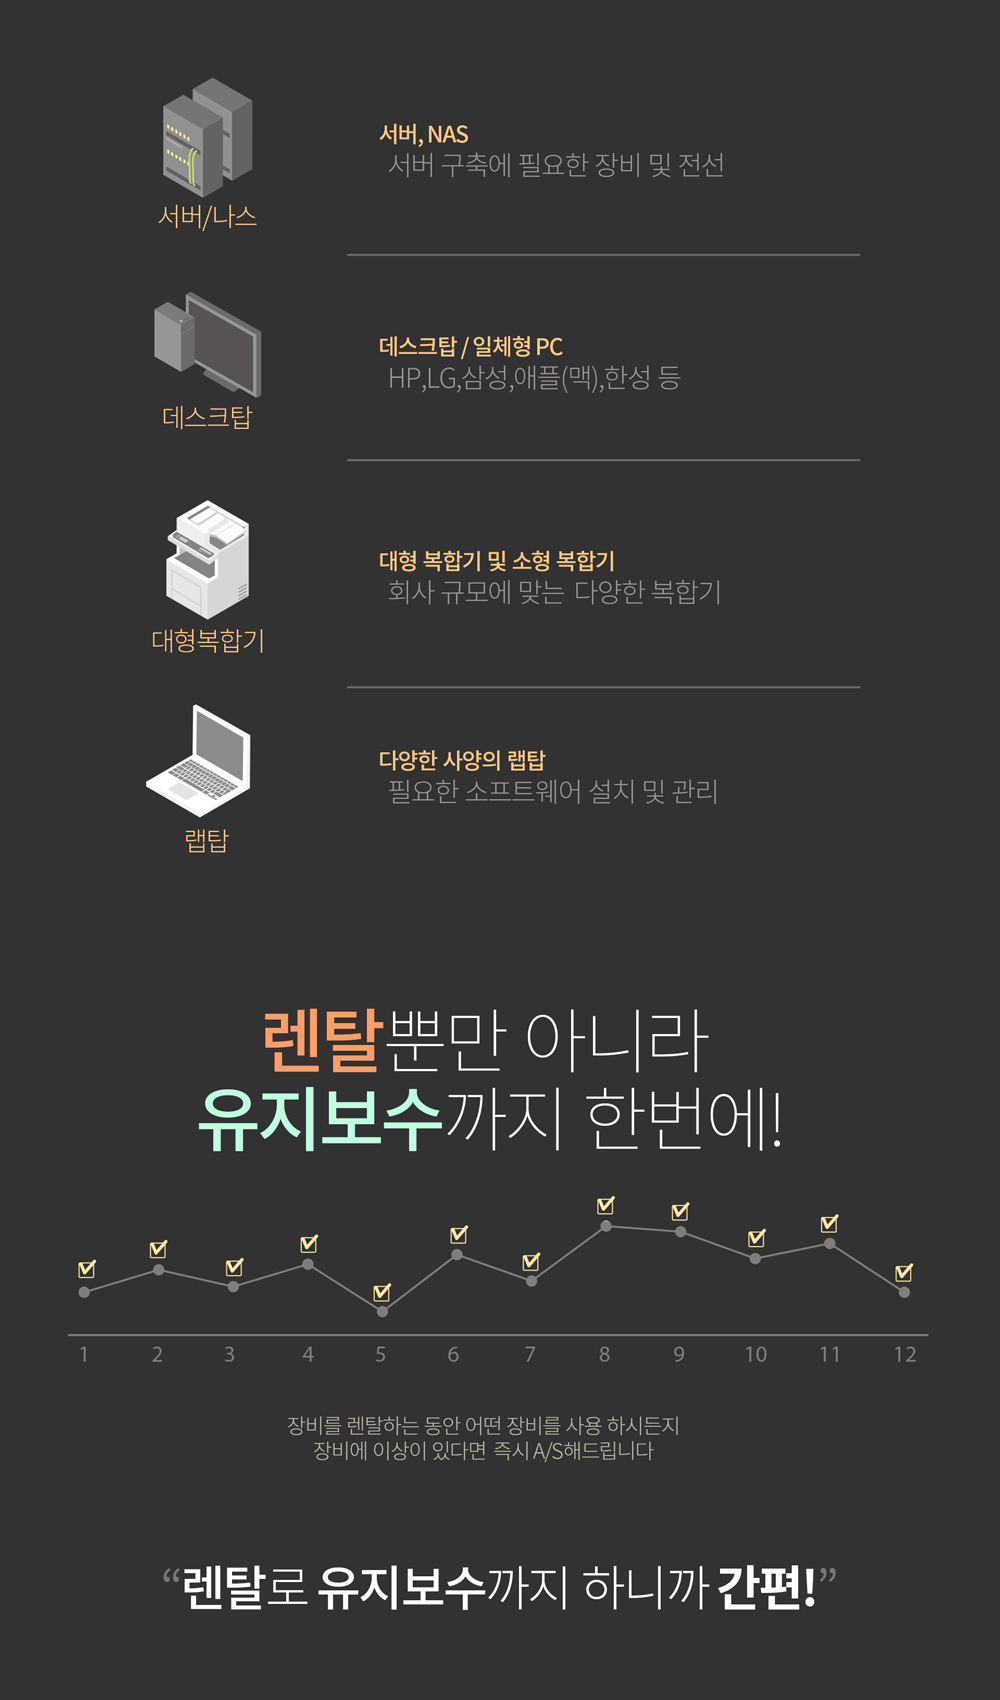 서버/나스
서버, NAS
서버 구축에 필요한 장비 및 전선
데스크탑
데스크탑 / 일체형 PC
HP,LG,삼성,애플(맥),한성 등
대형복합기
대형 복합기 및 소형 복합기
회사 규모에 맞는 다양한 복합기
랩탑
다양한 사양의 랩탑
필요한 소프트웨어 설치 및 관리
렌탈뿐만 아니라
유지보수까지 한번에!
1 2 3 4 5 6 7 8 9 10 11 12
장비를 렌탈하는 동안 어떤 장비를 사용 하시든지
장비에 이상이 있다면 즉시 A/S해드립니다
“렌탈로 유지보수까지 하니까 간편!”